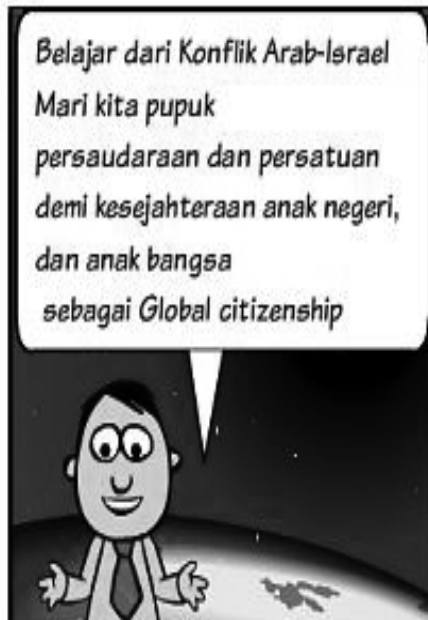 Belajar dari Konflik Arab-Israel
Mari kita pupuk
persaudaraan dan persatuan
demi kesejahteraan anak negeri,
dan anak bangsa
sebagai Global citizenship